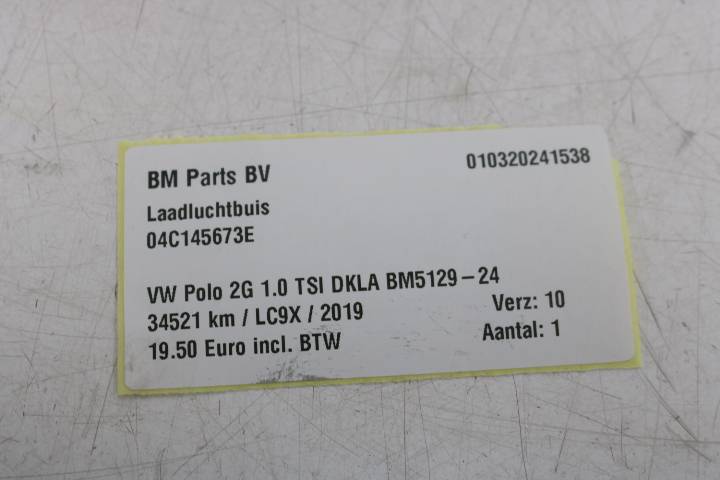 BM Parts BV 010320241538
Laadluchtbuis
04C145673E
VW Polo 2G 1.0 TSI DKLA BM5129-24
34521 km / LC9X / 2019 Verz: 10
19.50 Euro incl. BTW Aantal: 1